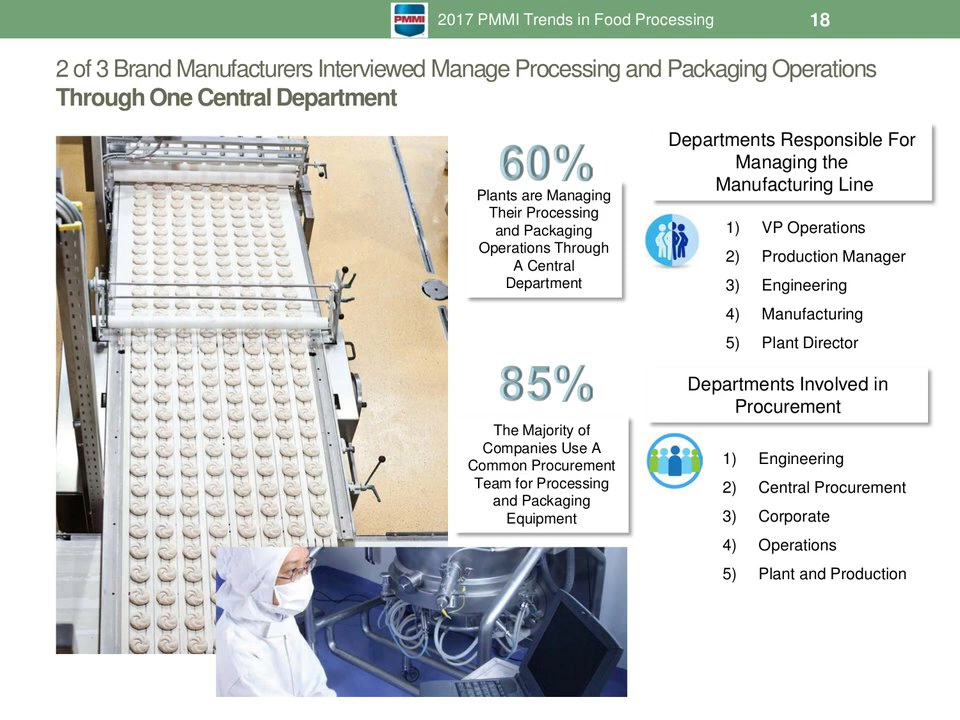 PMMI
2017 PMMI Trends in Food Processing
18
2 of 3 Brand Manufacturers Interviewed Manage Processing and Packaging Operations
Through One Central Department
60%
Plants are Managing
Their Processing
and Packaging
Operations Through
A Central
Department
Departments Responsible For
Managing the
Manufacturing Line
1) VP Operations
2) Production Manager
3) Engineering
4) Manufacturing
5) Plant Director
85%
The Majority of
Companies Use A
Common Procurement
Team for Processing
and Packaging
Equipment
Departments Involved in
Procurement
1) Engineering
2) Central Procurement
3) Corporate
4) Operations
5) Plant and Production